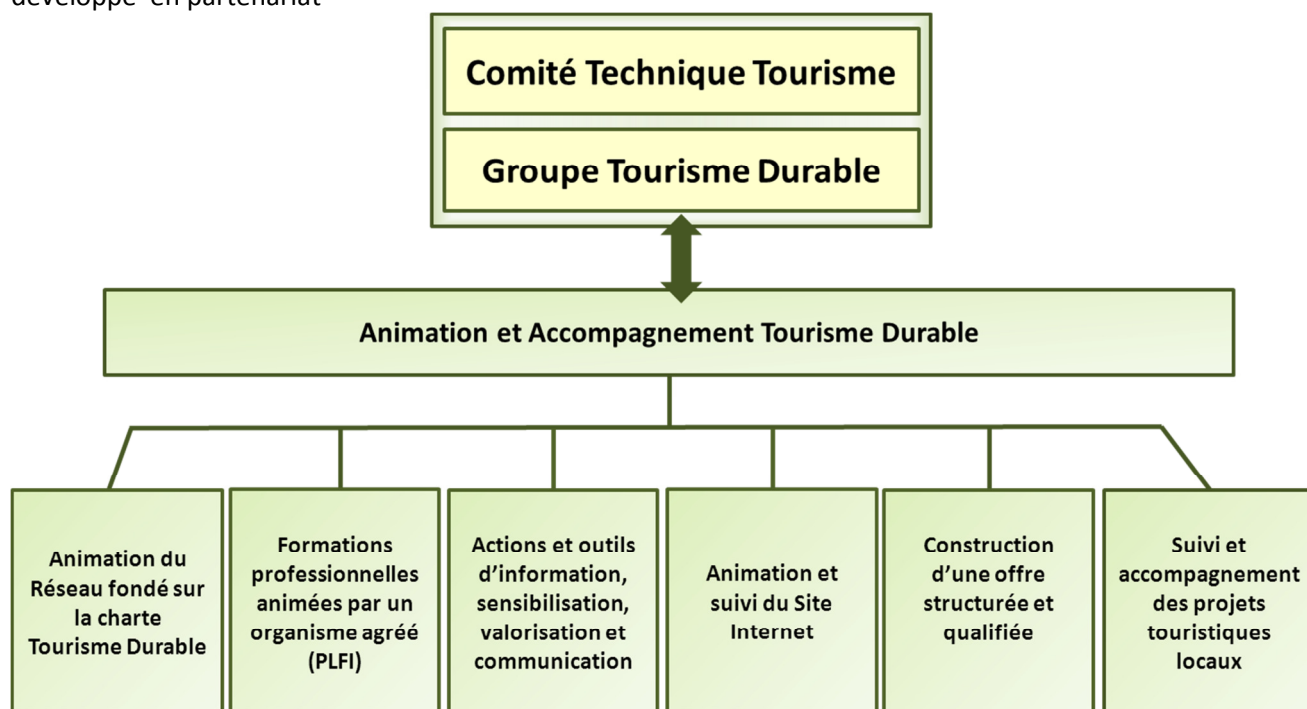 développé en partenariat
Comité Technique Tourisme
Groupe Tourisme Durable
Animation et Accompagnement Tourisme Durable
Animation du
Réseau fondé sur
la charte
Tourisme Durable
Formations
professionnelles
animées par un
organisme agréé
(PLFI)
Actions et outils
d’information,
sensibilisation,
valorisation et
communication
Animation et
suivi du Site
Internet
Construction
d’une offre
structurée et
qualifiée
Suivi et
accompagnement
des projets
touristiques
locaux